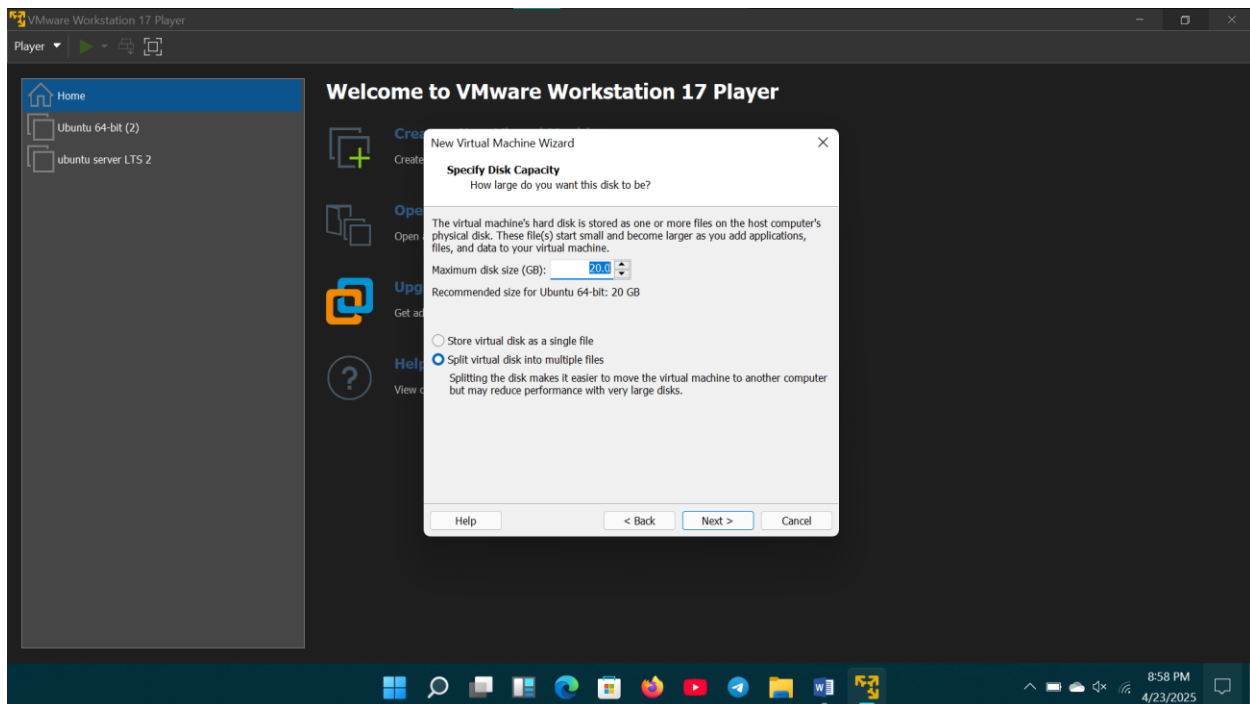 VMware Workstation 17 Player
Player
Home
Ubuntu 64-bit (2)
ubuntu server LTS 2
Welcome to VMware Workstation 17 Player
Create
Open
Get
Help
View
New Virtual Machine Wizard
Specify Disk Capacity
How large do you want this disk to be?
The virtual machine's hard disk is stored as one or more files on the host computer's
physical disk. These file(s) start small and become larger as you add applications,
files, and data to your virtual machine.
Maximum disk size (GB): 20.0
Recommended size for Ubuntu 64-bit: 20 GB
Store virtual disk as a single file
Split virtual disk into multiple files
Splitting the disk makes it easier to move the virtual machine to another computer
but may reduce performance with very large disks.
Help < Back Next > Cancel
8:58 PM
4/23/2025